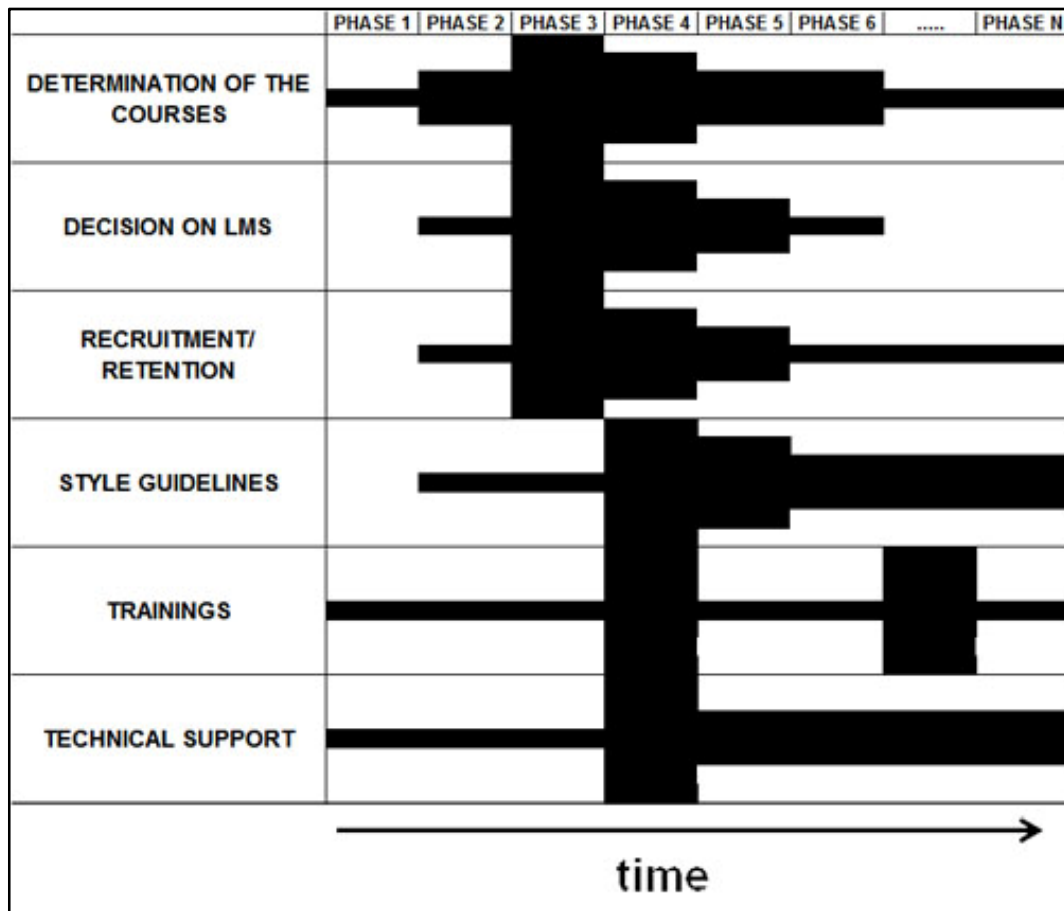 PHASE 1 PHASE 2 PHASE 3 PHASE 4 PHASE 5 PHASE 6 ..... PHASE N
DETERMINATION OF THE
COURSES
DECISION ON LMS
RECRUITMENT/
RETENTION
STYLE GUIDELINES
TRAININGS
TECHNICAL SUPPORT
time